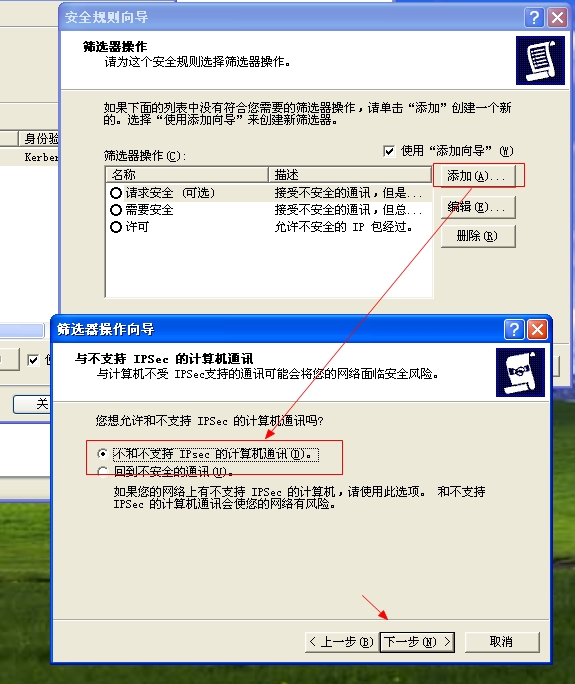 安全规则向导
筛选器操作
请为这个安全规则选择筛选器操作。
如果下面的列表中没有符合您需要的筛选器操作，请单击“添加”创建一个新
的。选择“使用添加向导”来创建新筛选器。
身份验
Kerber
使用“添加向导” (W)
筛选器操作(C):
名称 描述
添加(A)...
请求安全 (可选) 接受不安全的通讯，但是...
需要安全 接受不安全的通讯，但总...
编辑(E)...
许可 允许不安全的 IP 包经过。
删除(R)
筛选器操作向导
与不支持 IPSec 的计算机通讯
与计算机不受 IPSec支持的通讯可能会将您的网络面临安全风险。
关
您想允许和不支持 IPSec 的计算机通讯吗?
不和不支持 IPsec 的计算机通讯(D)。
回到不安全的通讯(U)。
如果您的网络上有不支持 IPSec 的计算机，请使用此选项。 和不支持
IPSec 的计算机通讯会使您的网络有风险。
< 上一步(B) 下一步(N) > 取消